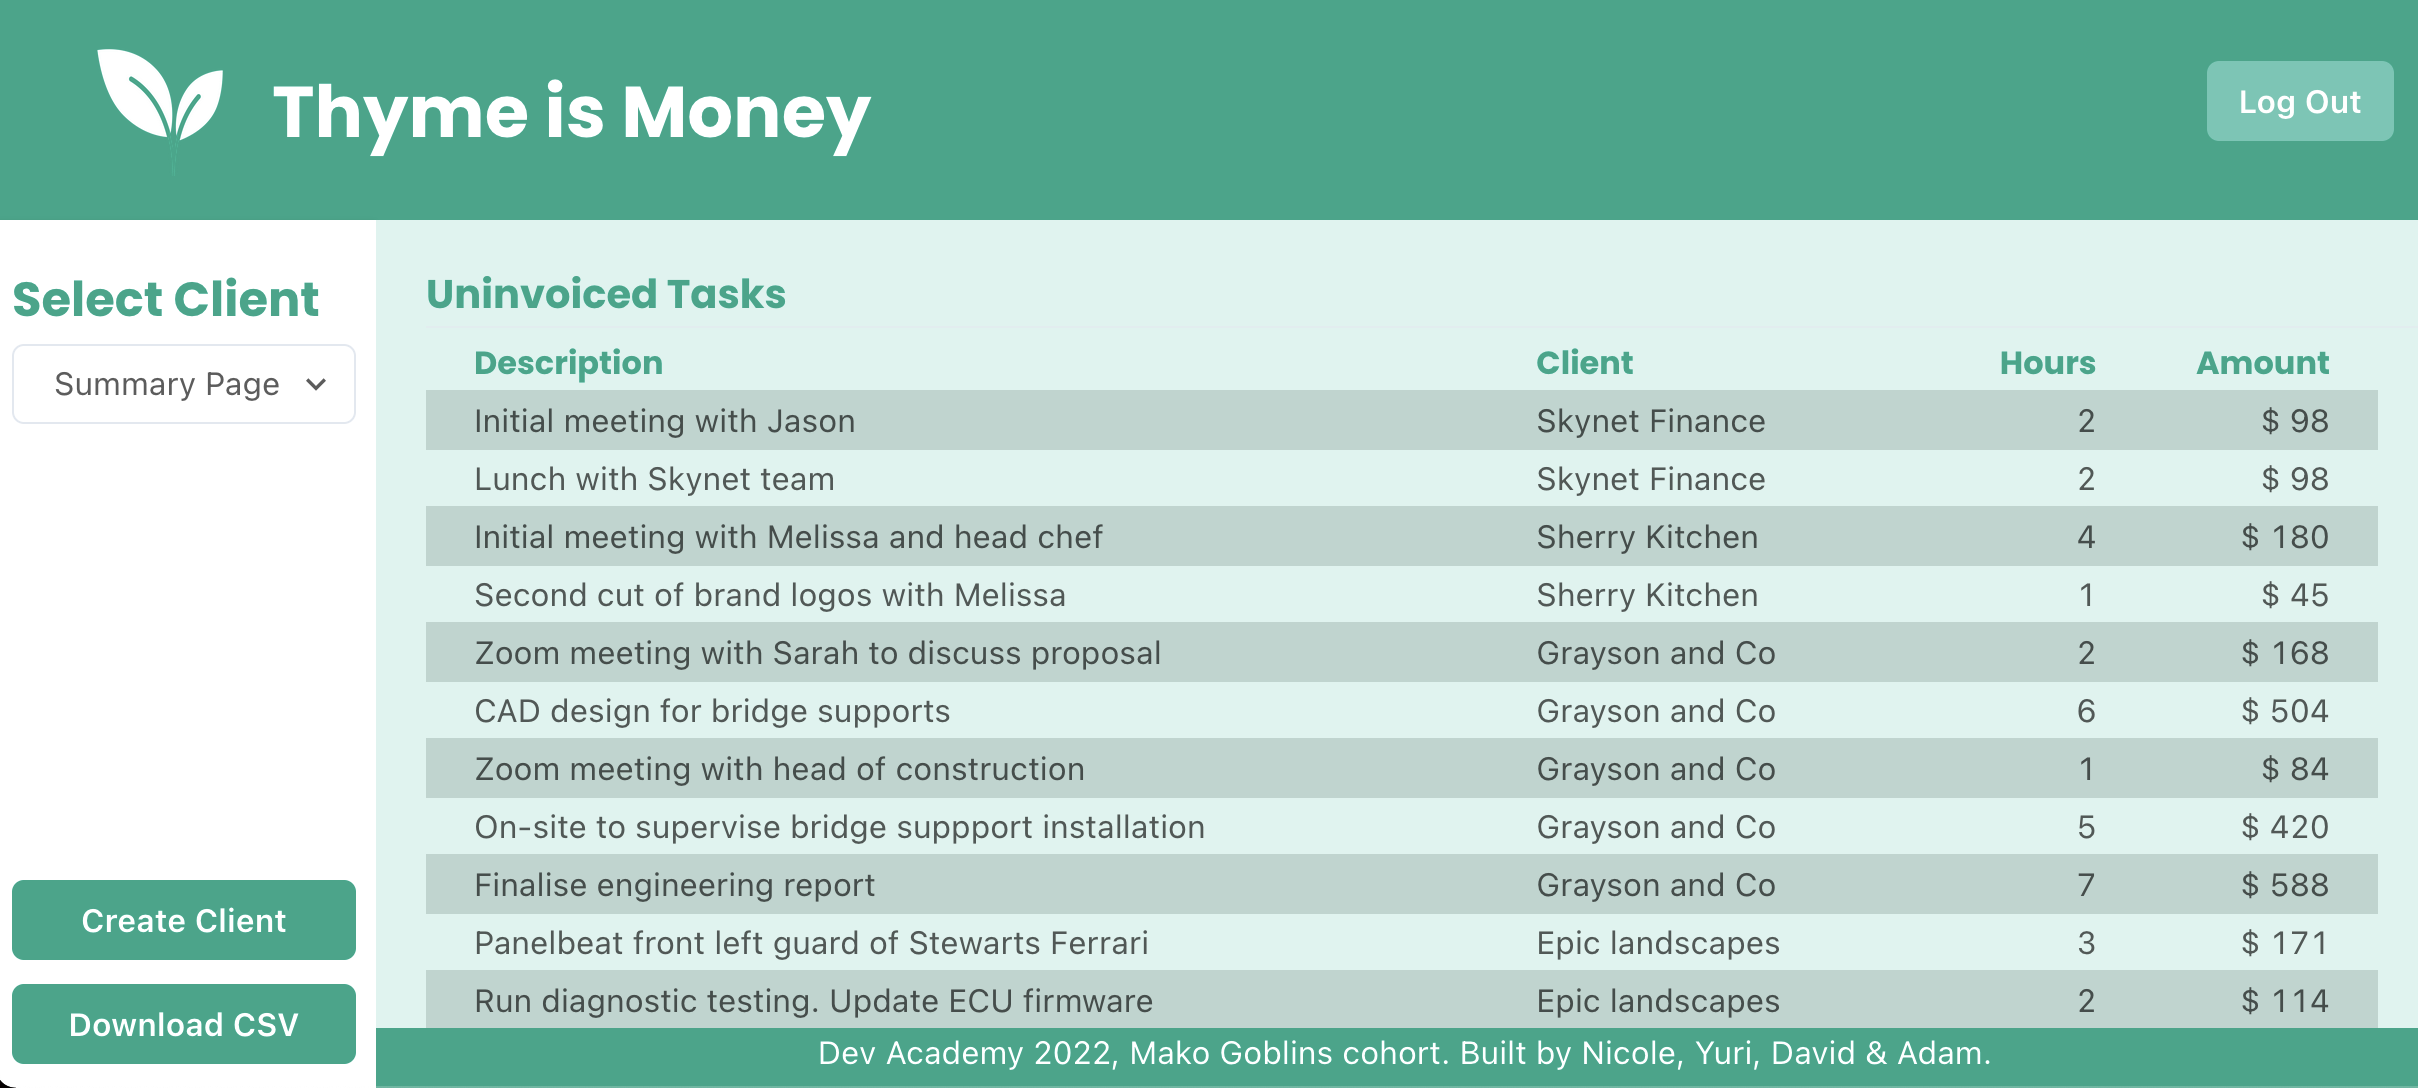 Thyme is Money
Log Out
Select Client
Summary Page
Create Client
Download CSV
Uninvoiced Tasks
Description Client Hours Amount
Initial meeting with Jason Skynet Finance 2 $ 98
Lunch with Skynet team Skynet Finance 2 $ 98
Initial meeting with Melissa and head chef Sherry Kitchen 4 $ 180
Second cut of brand logos with Melissa Sherry Kitchen 1 $ 45
Zoom meeting with Sarah to discuss proposal Grayson and Co 2 $ 168
CAD design for bridge supports Grayson and Co 6 $ 504
Zoom meeting with head of construction Grayson and Co 1 $ 84
On-site to supervise bridge suppport installation Grayson and Co 5 $ 420
Finalise engineering report Grayson and Co 7 $ 588
Panelbeat front left guard of Stewarts Ferrari Epic landscapes 3 $ 171
Run diagnostic testing. Update ECU firmware Epic landscapes 2 $ 114
Dev Academy 2022, Mako Goblins cohort. Built by Nicole, Yuri, David & Adam.